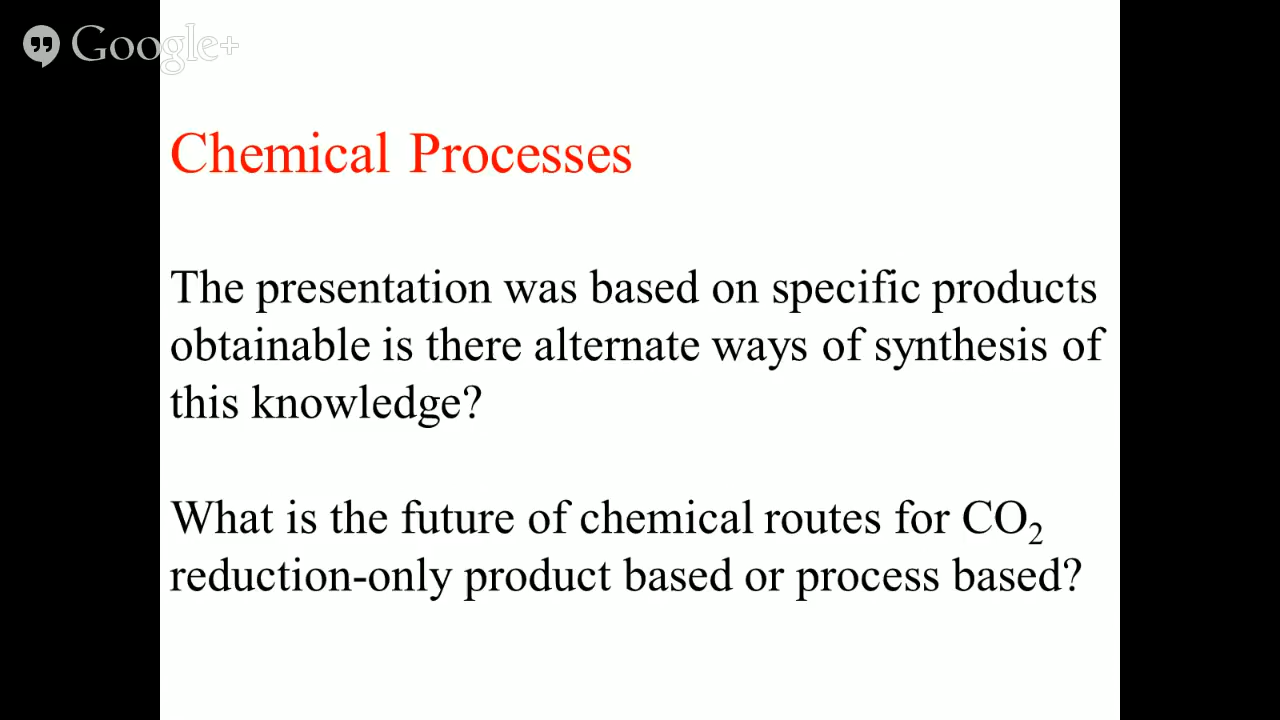 Google+
Chemical Processes
The presentation was based on specific products
obtainable is there alternate ways of synthesis of
this knowledge?
What is the future of chemical routes for CO₂
reduction-only product based or process based?